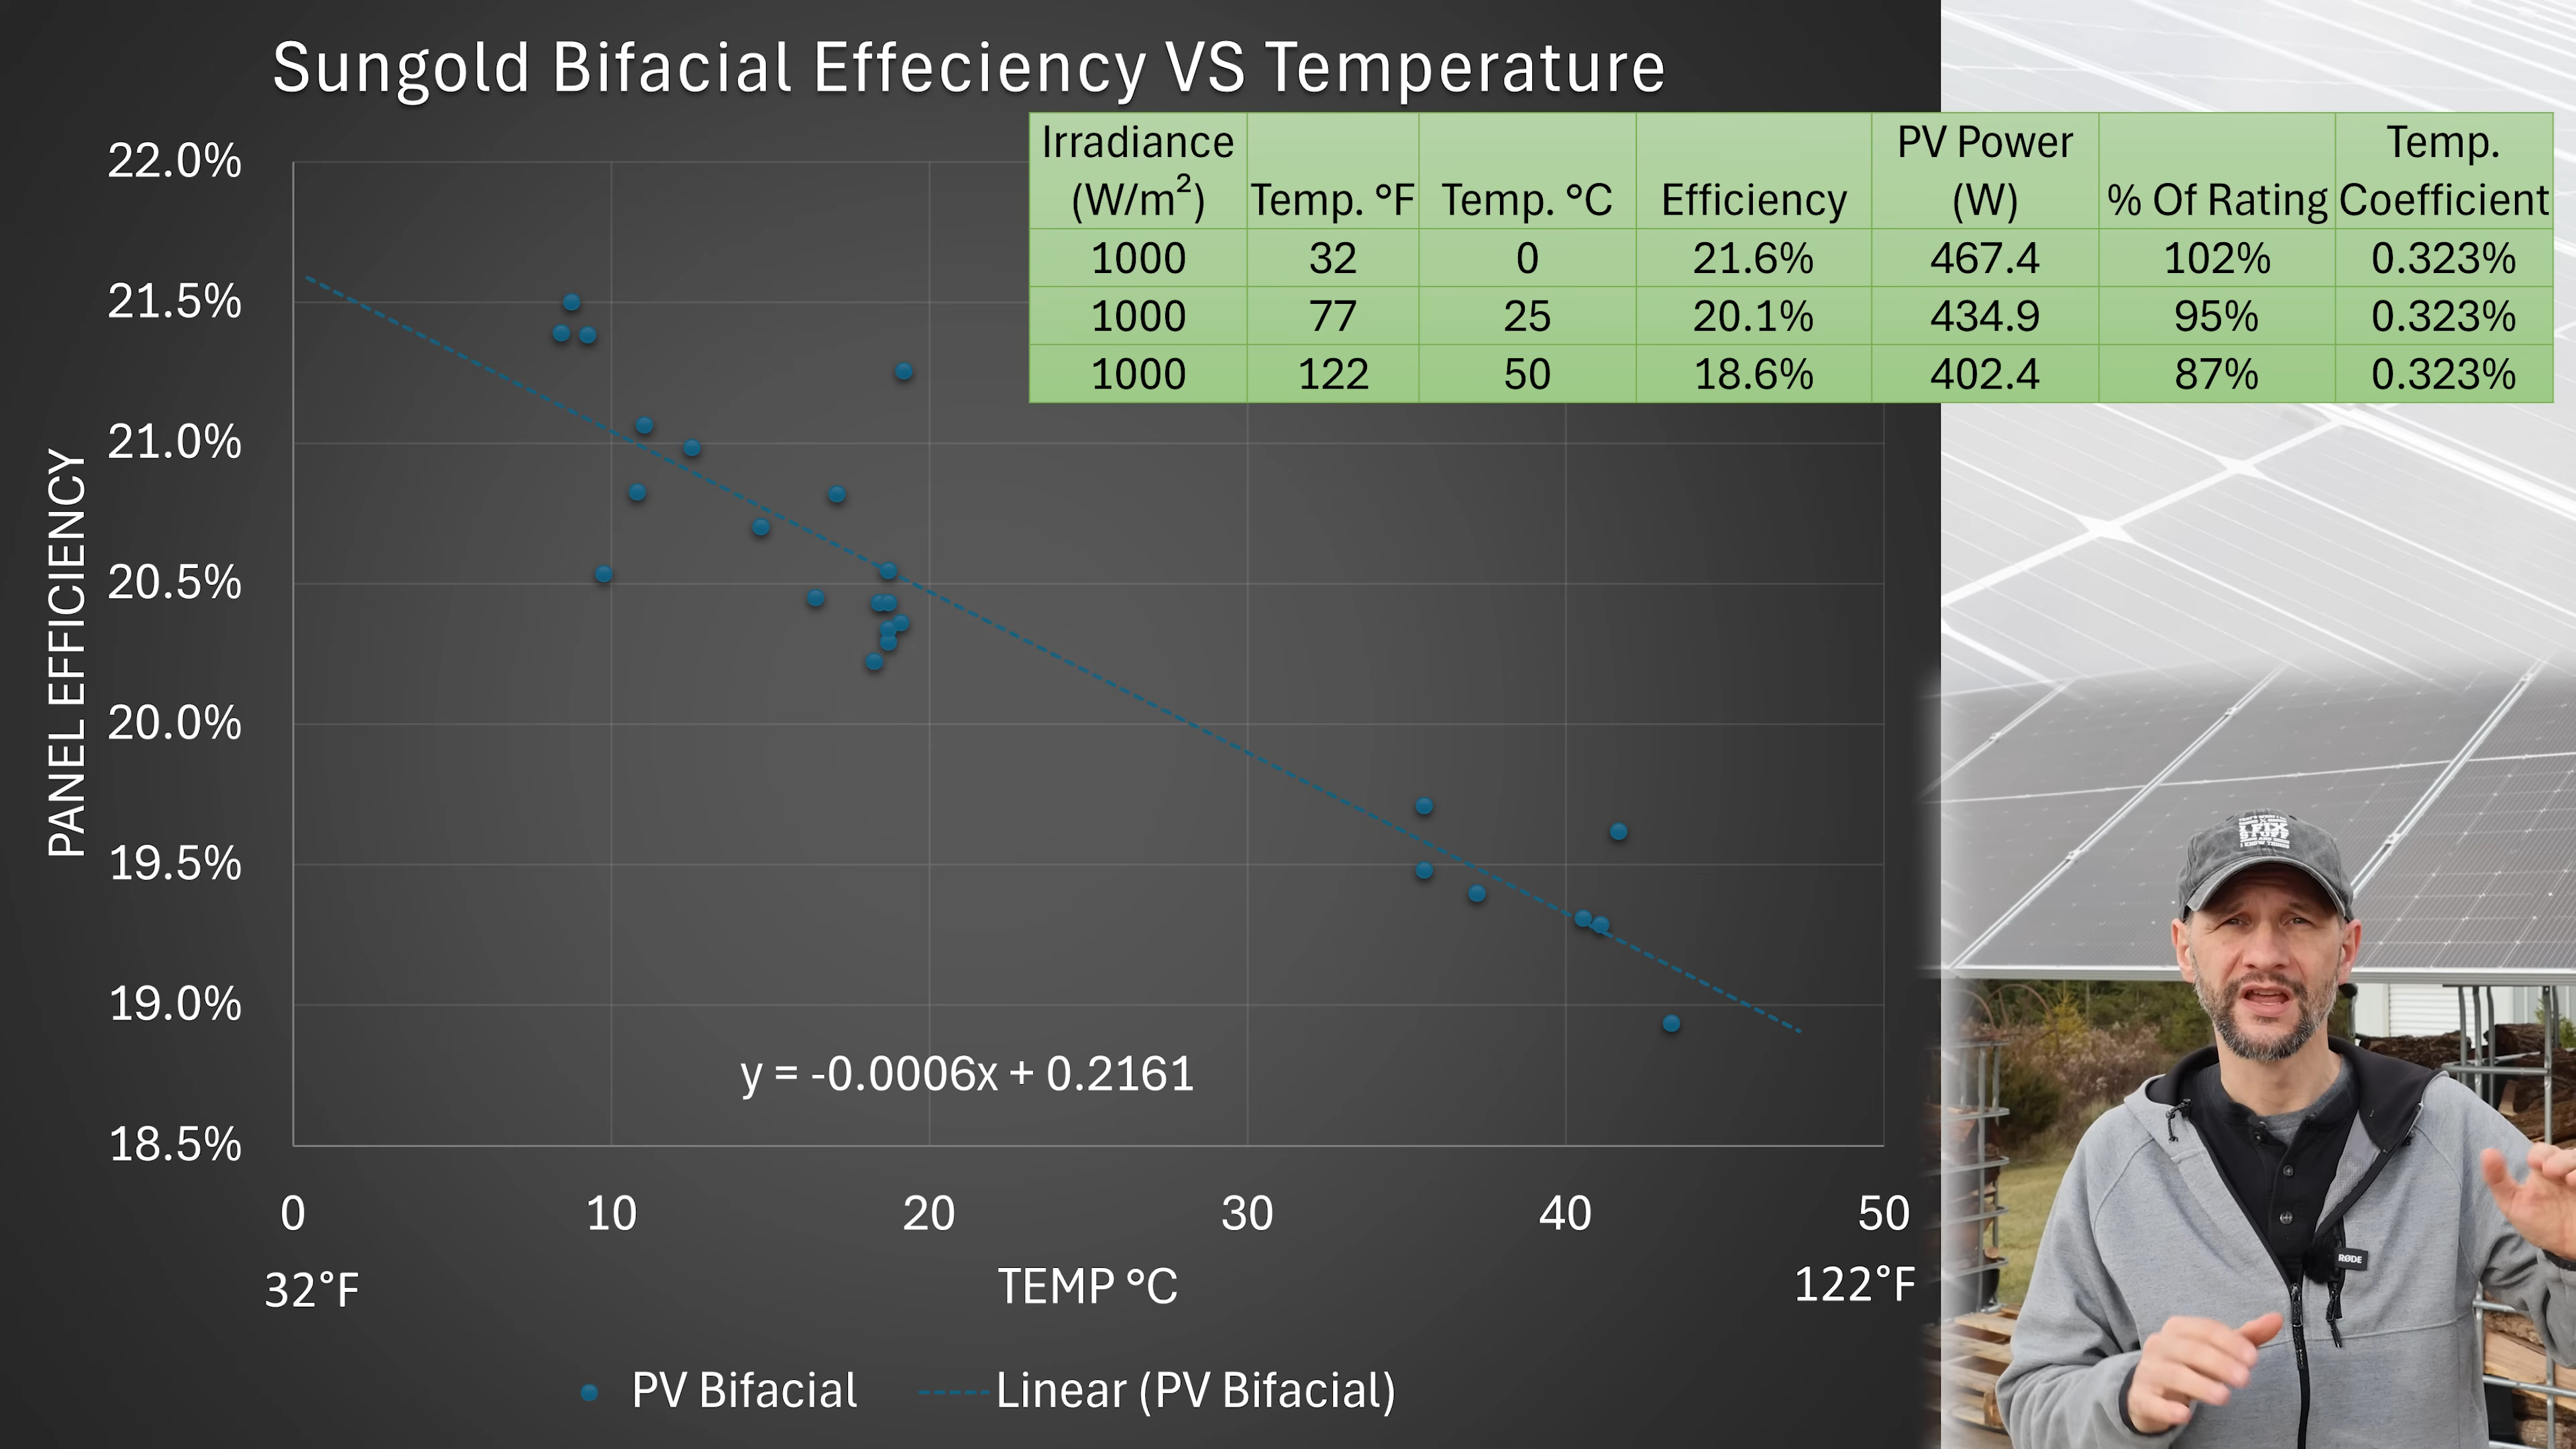 Sungold Bifacial Effeciency VS Temperature
Irradiance (W/m²) Temp. °F Temp. °C Efficiency PV Power (W) % Of Rating Temp. Coefficient
1000 32 0 21.6% 467.4 102% 0.323%
1000 77 25 20.1% 434.9 95% 0.323%
1000 122 50 18.6% 402.4 87% 0.323%
PANEL EFFICIENCY
22.0%
21.5%
21.0%
20.5%
20.0%
19.5%
19.0%
18.5%
y = -0.0006x + 0.2161
0 10 20 30 40 50
32°F TEMP °C 122°F
PV Bifacial Linear (PV Bifacial)
I FIX
STUFF
RØDE